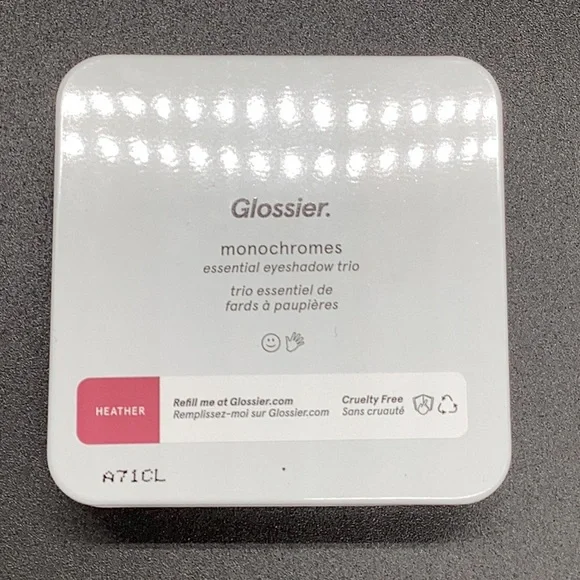 Glossier.
monochromes
essential eyeshadow trio
trio essentiel de
fards à paupières
HEATHER
Refill me at Glossier.com
Remplissez-moi sur Glossier.com
Cruelty Free
Sans cruauté
A71CL